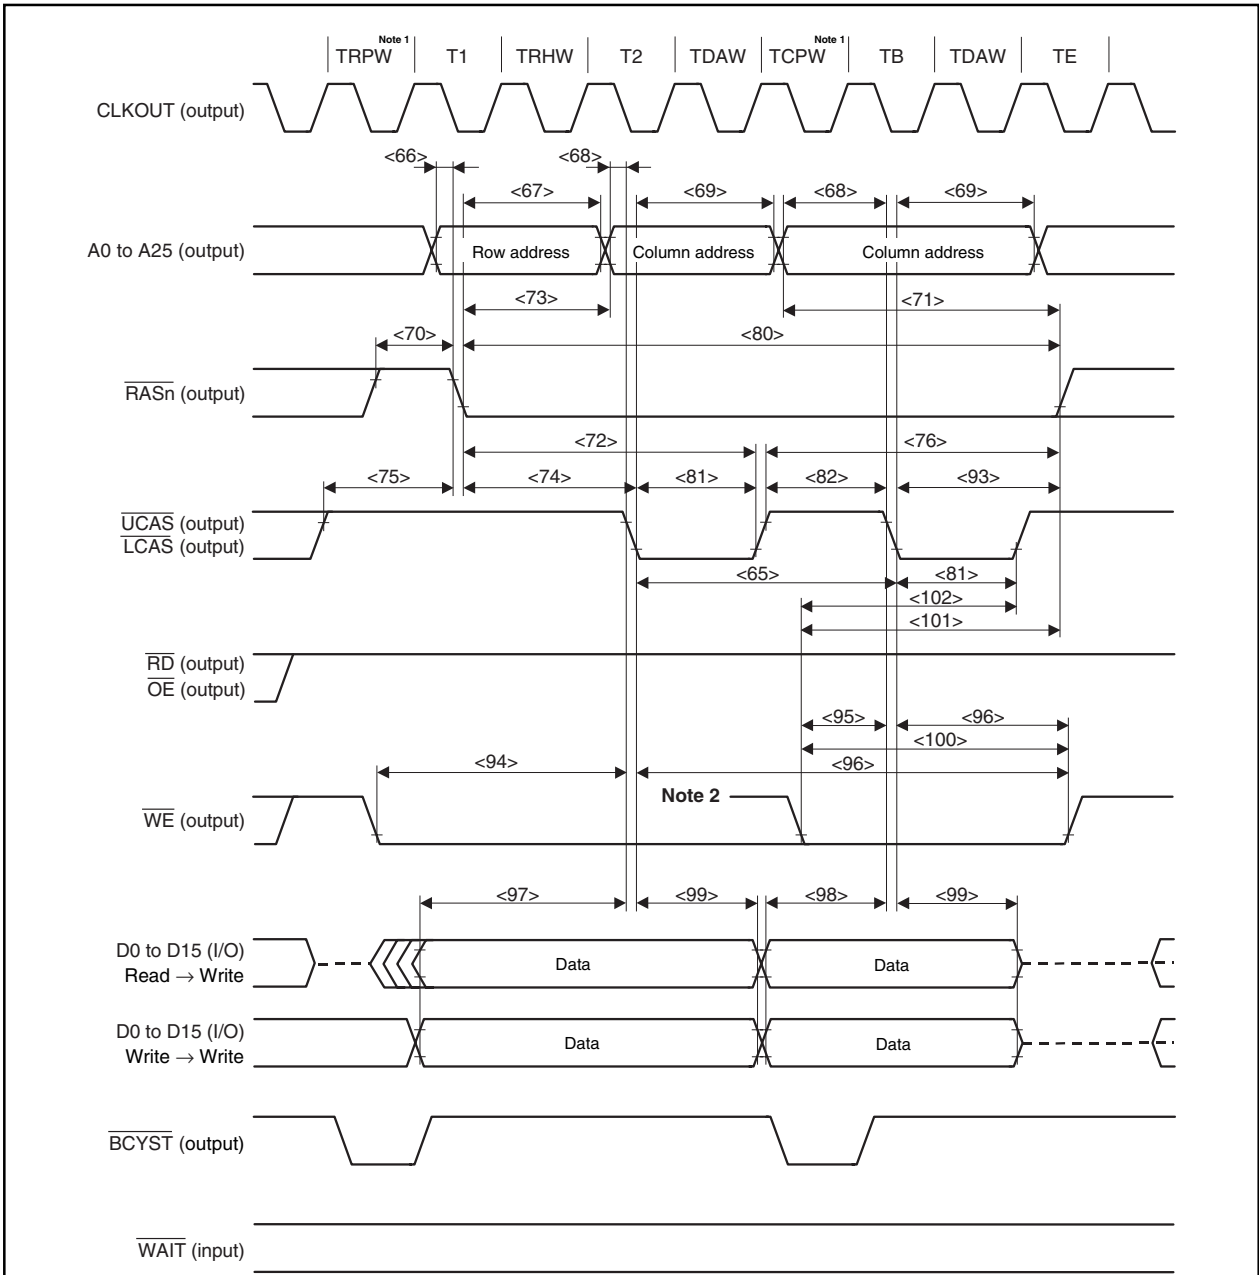 Note 1 Note 1
TRPW T1 TRHW T2 TDAW TCPW TB TDAW TE
CLKOUT (output)
<66> <68>
<67> <69> <68> <69>
A0 to A25 (output) Row address Column address Column address
<73> <71>
<70> <80>
RASn (output)
<72> <76>
<75> <74> <81> <82> <93>
UCAS (output)
LCAS (output)
<65> <81>
<102>
<101>
RD (output)
OE (output)
<95> <96>
<100>
<94> <96>
Note 2
WE (output)
<97> <99> <98> <99>
D0 to D15 (I/O)
Read → Write
Data Data
D0 to D15 (I/O)
Write → Write
Data Data
BCYST (output)
WAIT (input)